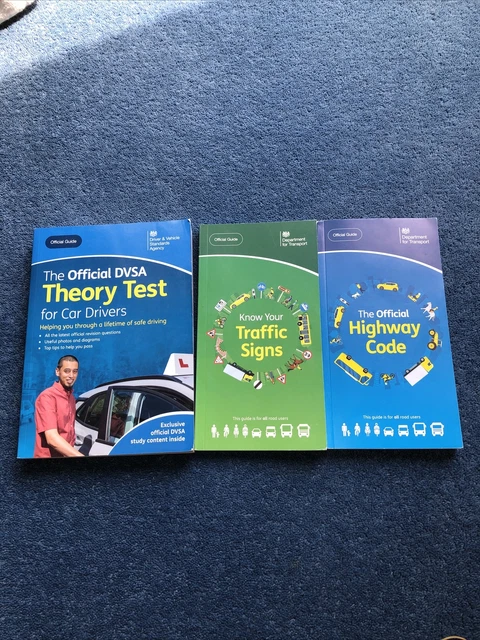 Official Guide
Driver & Vehicle
Standards
Agency
The Official DVSA
Theory Test
for Car Drivers
Helping you through a lifetime of safe driving
• All the latest official revision questions
• Useful photos and diagrams
• Top tips to help you pass
L
Exclusive
official DVSA
study content inside
Official Guide
Department
for Transport
Know Your
Traffic
Signs
This guide is for all road users
Official Guide
Department
for Transport
The Official
Highway
Code
This guide is for all road users